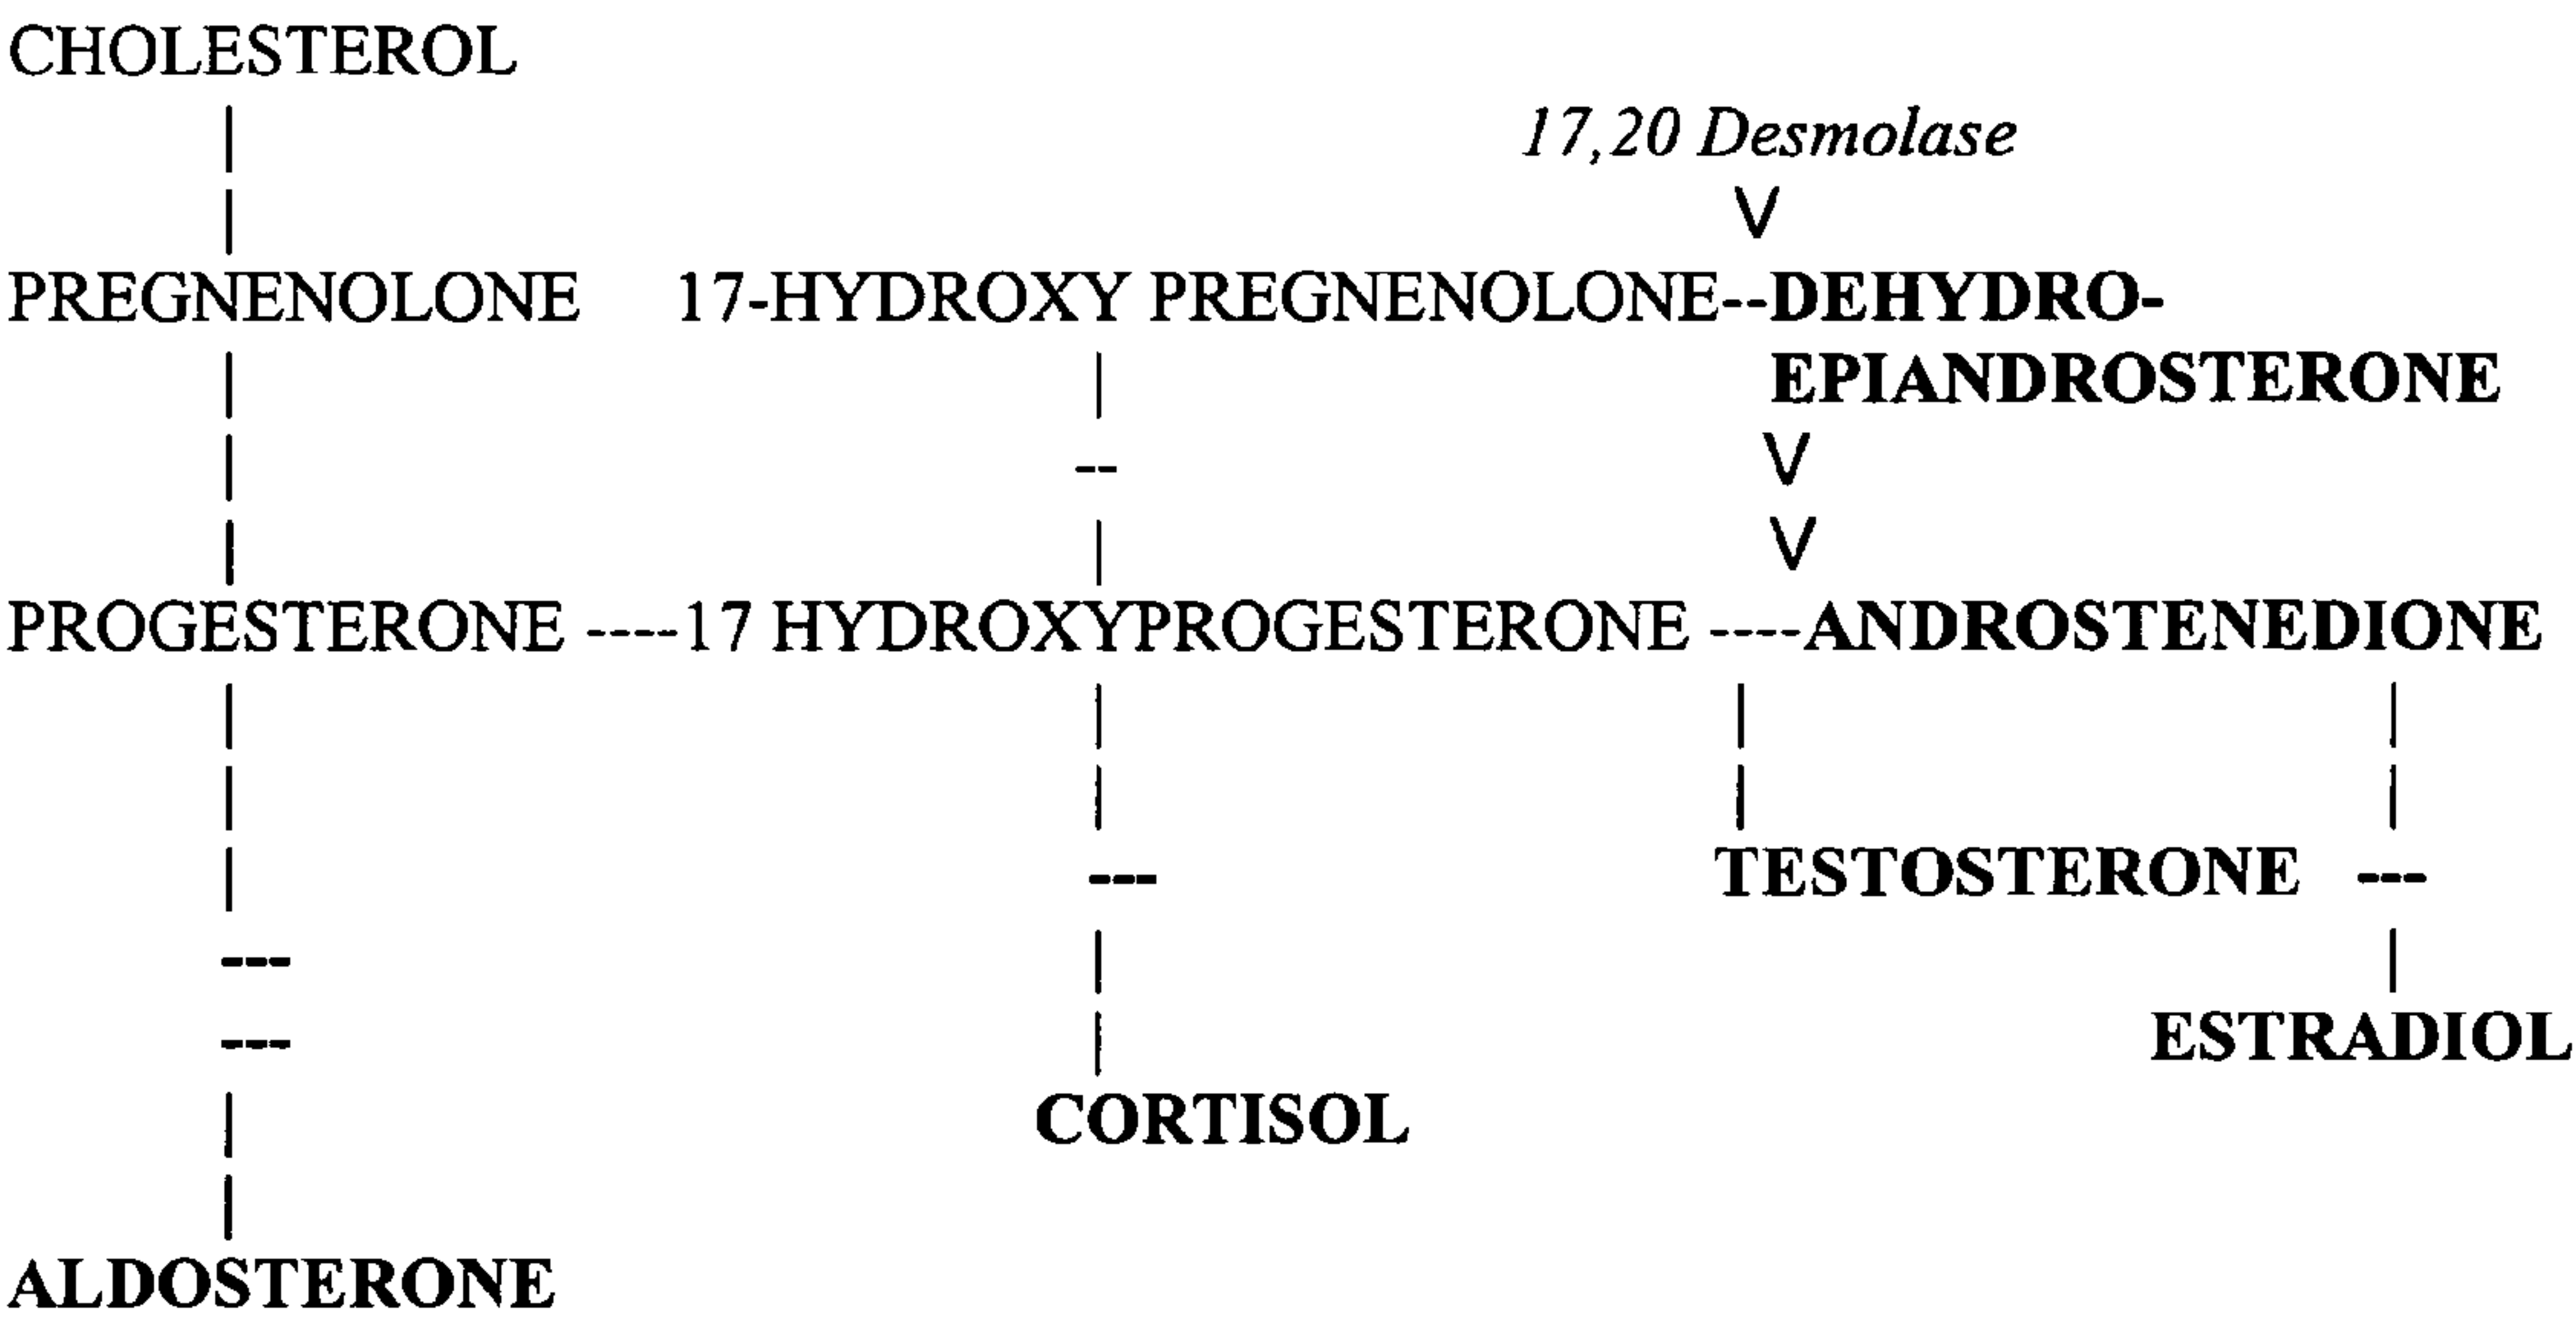 CHOLESTEROL
17,20 Desmolase
V
PREGNENOLONE 17-HYDROXY PREGNENOLONE--DEHYDRO-
EPIANDROSTERONE
V
--
V
PROGESTERONE ----17 HYDROXYPROGESTERONE ----ANDROSTENEDIONE
--- TESTOSTERONE ---
---
ESTRADIOL
---
CORTISOL
ALDOSTERONE